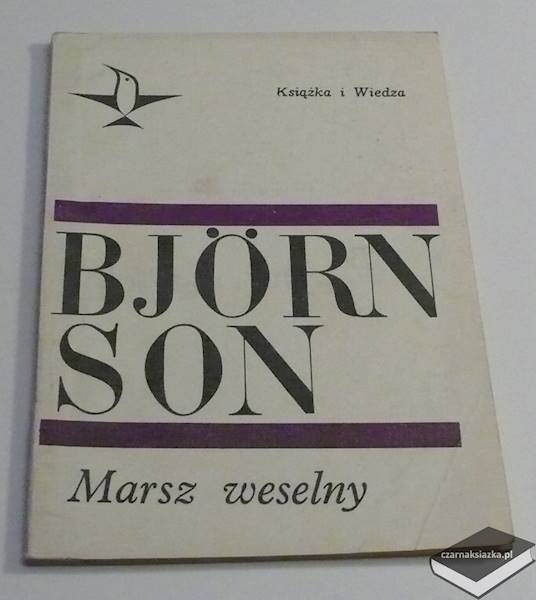 Książka i Wiedza
BJÖRN
SON
Marsz weselny
czarnaksiazka.pl